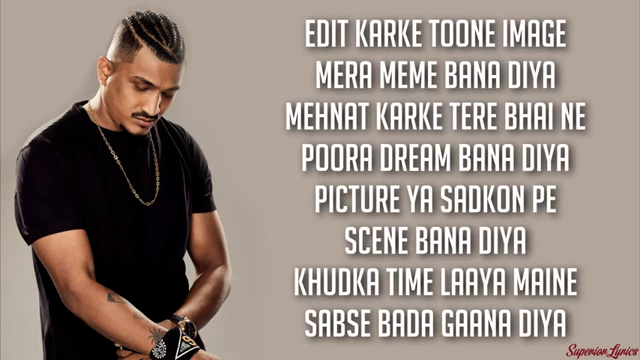 EDIT KARKE TOONE IMAGE
MERA MEME BANA DIYA
MEHNAT KARKE TERE BHAI NE
POORA DREAM BANA DIYA
PICTURE YA SADKON PE
SCENE BANA DIYA
KHUDKA TIME LAAYA MAINE
SABSE BADA GAANA DIYA
Superior Lyrics